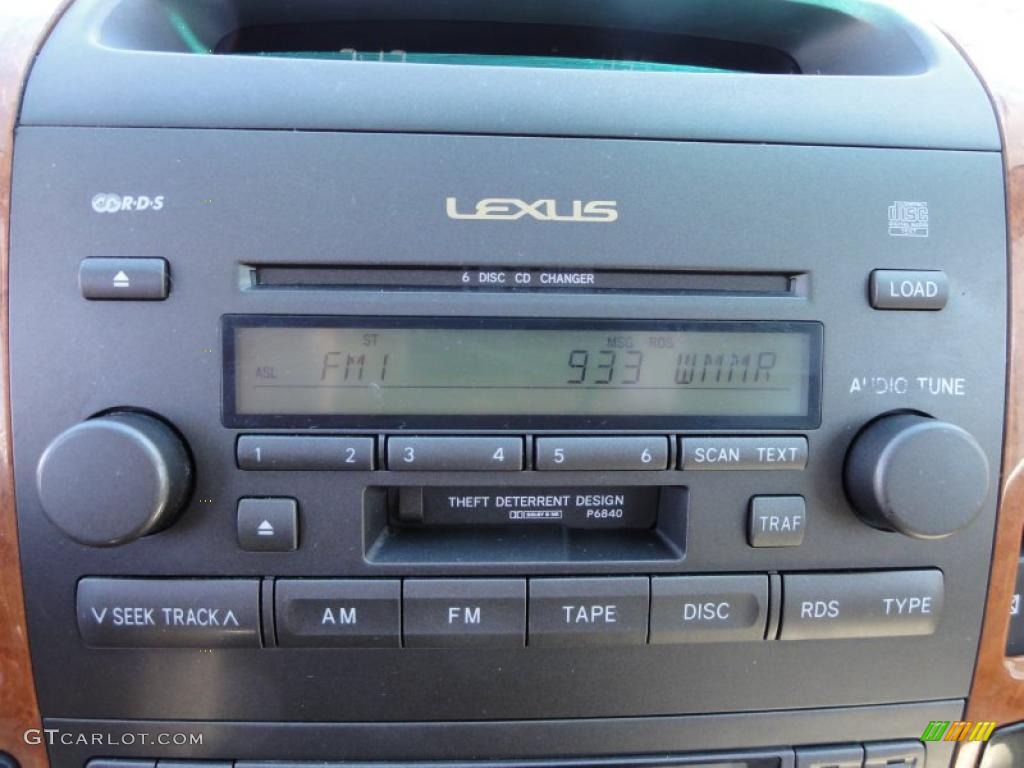 R·D·S
LEXUS
disc
6 DISC CD CHANGER
LOAD
ST
MSG RDS
ASL FM1 933 WMMR
AUDIO TUNE
1 2 3 4 5 6 SCAN TEXT
THEFT DETERRENT DESIGN
P6840
TRAF
SEEK TRACK AM FM TAPE DISC RDS TYPE
GTCARLOT.COM